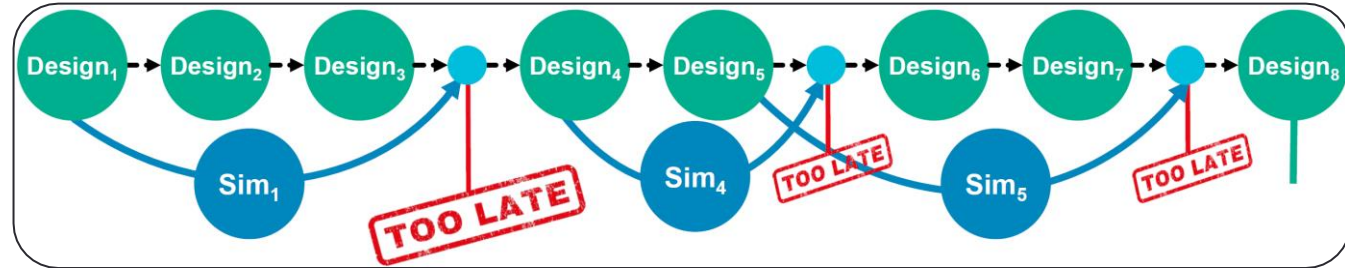 Design₁
Design₂
Design₃
Design₄
Design₅
Design₆
Design₇
Design₈
Sim₁
TOO LATE
Sim₄
TOO LATE
Sim₅
TOO LATE